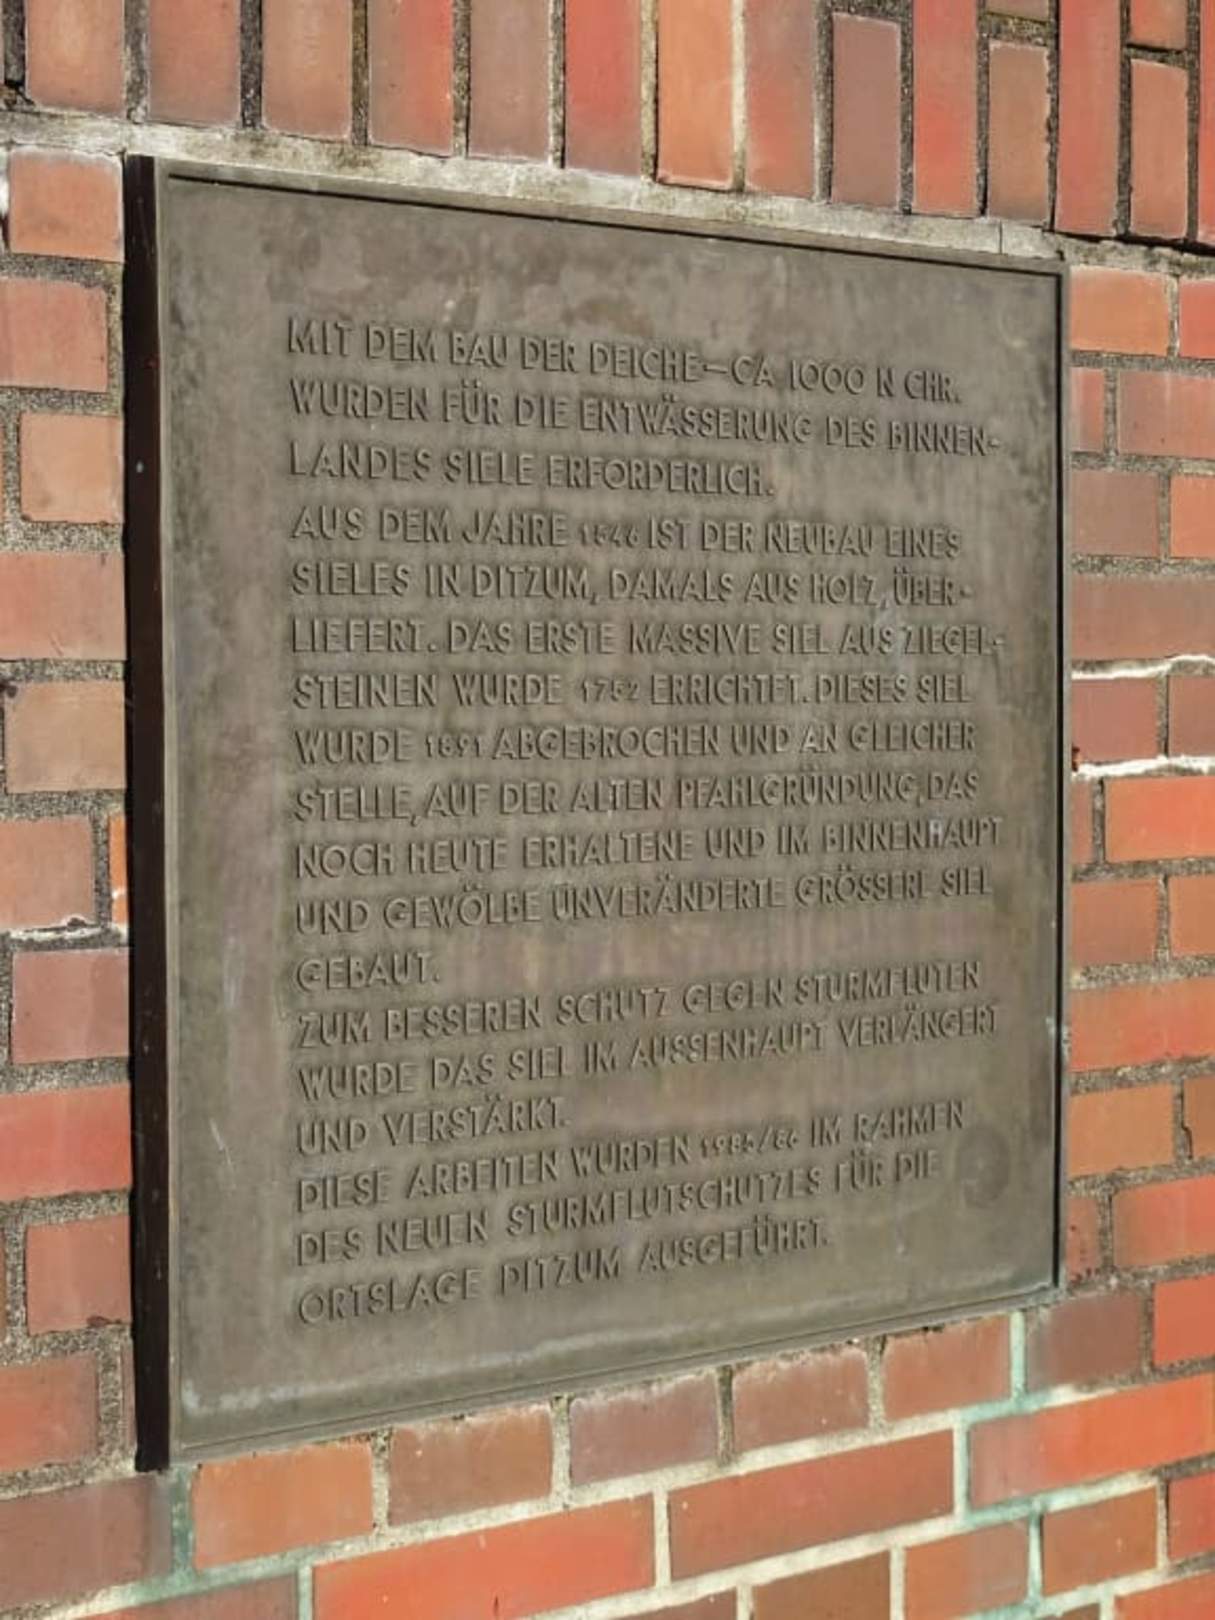 MIT DEM BAU DER DEICHE—CA 1000 N CHR.
WURDEN FÜR DIE ENTWÄSSERUNG DES BINNEN-
LANDES SIELE ERFORDERLICH.
AUS DEM JAHRE 1546 IST DER NEUBAU EINES
SIELES IN DITZUM, DAMALS AUS HOLZ, ÜBER-
LIEFERT. DAS ERSTE MASSIVE SIEL AUS ZIEGEL-
STEINEN WURDE 1752 ERRICHTET. DIESES SIEL
WURDE 1891 ABGEBROCHEN UND AN GLEICHER
STELLE, AUF DER ALTEN PFAHLGRÜNDUNG, DAS
NOCH HEUTE ERHALTENE UND IM BINNENHAUPT
UND GEWÖLBE UNVERÄNDERTE GRÖSSERE SIEL
GEBAUT.
ZUM BESSEREN SCHUTZ GEGEN STURMFLUTEN
WURDE DAS SIEL IM AUSSENHAUPT VERLÄNGERT
UND VERSTÄRKT.
DIESE ARBEITEN WURDEN 1985/86 IM RAHMEN
DES NEUEN STURMFLUTSCHUTZES FÜR DIE
ORTSLAGE DITZUM AUSGEFÜHRT.